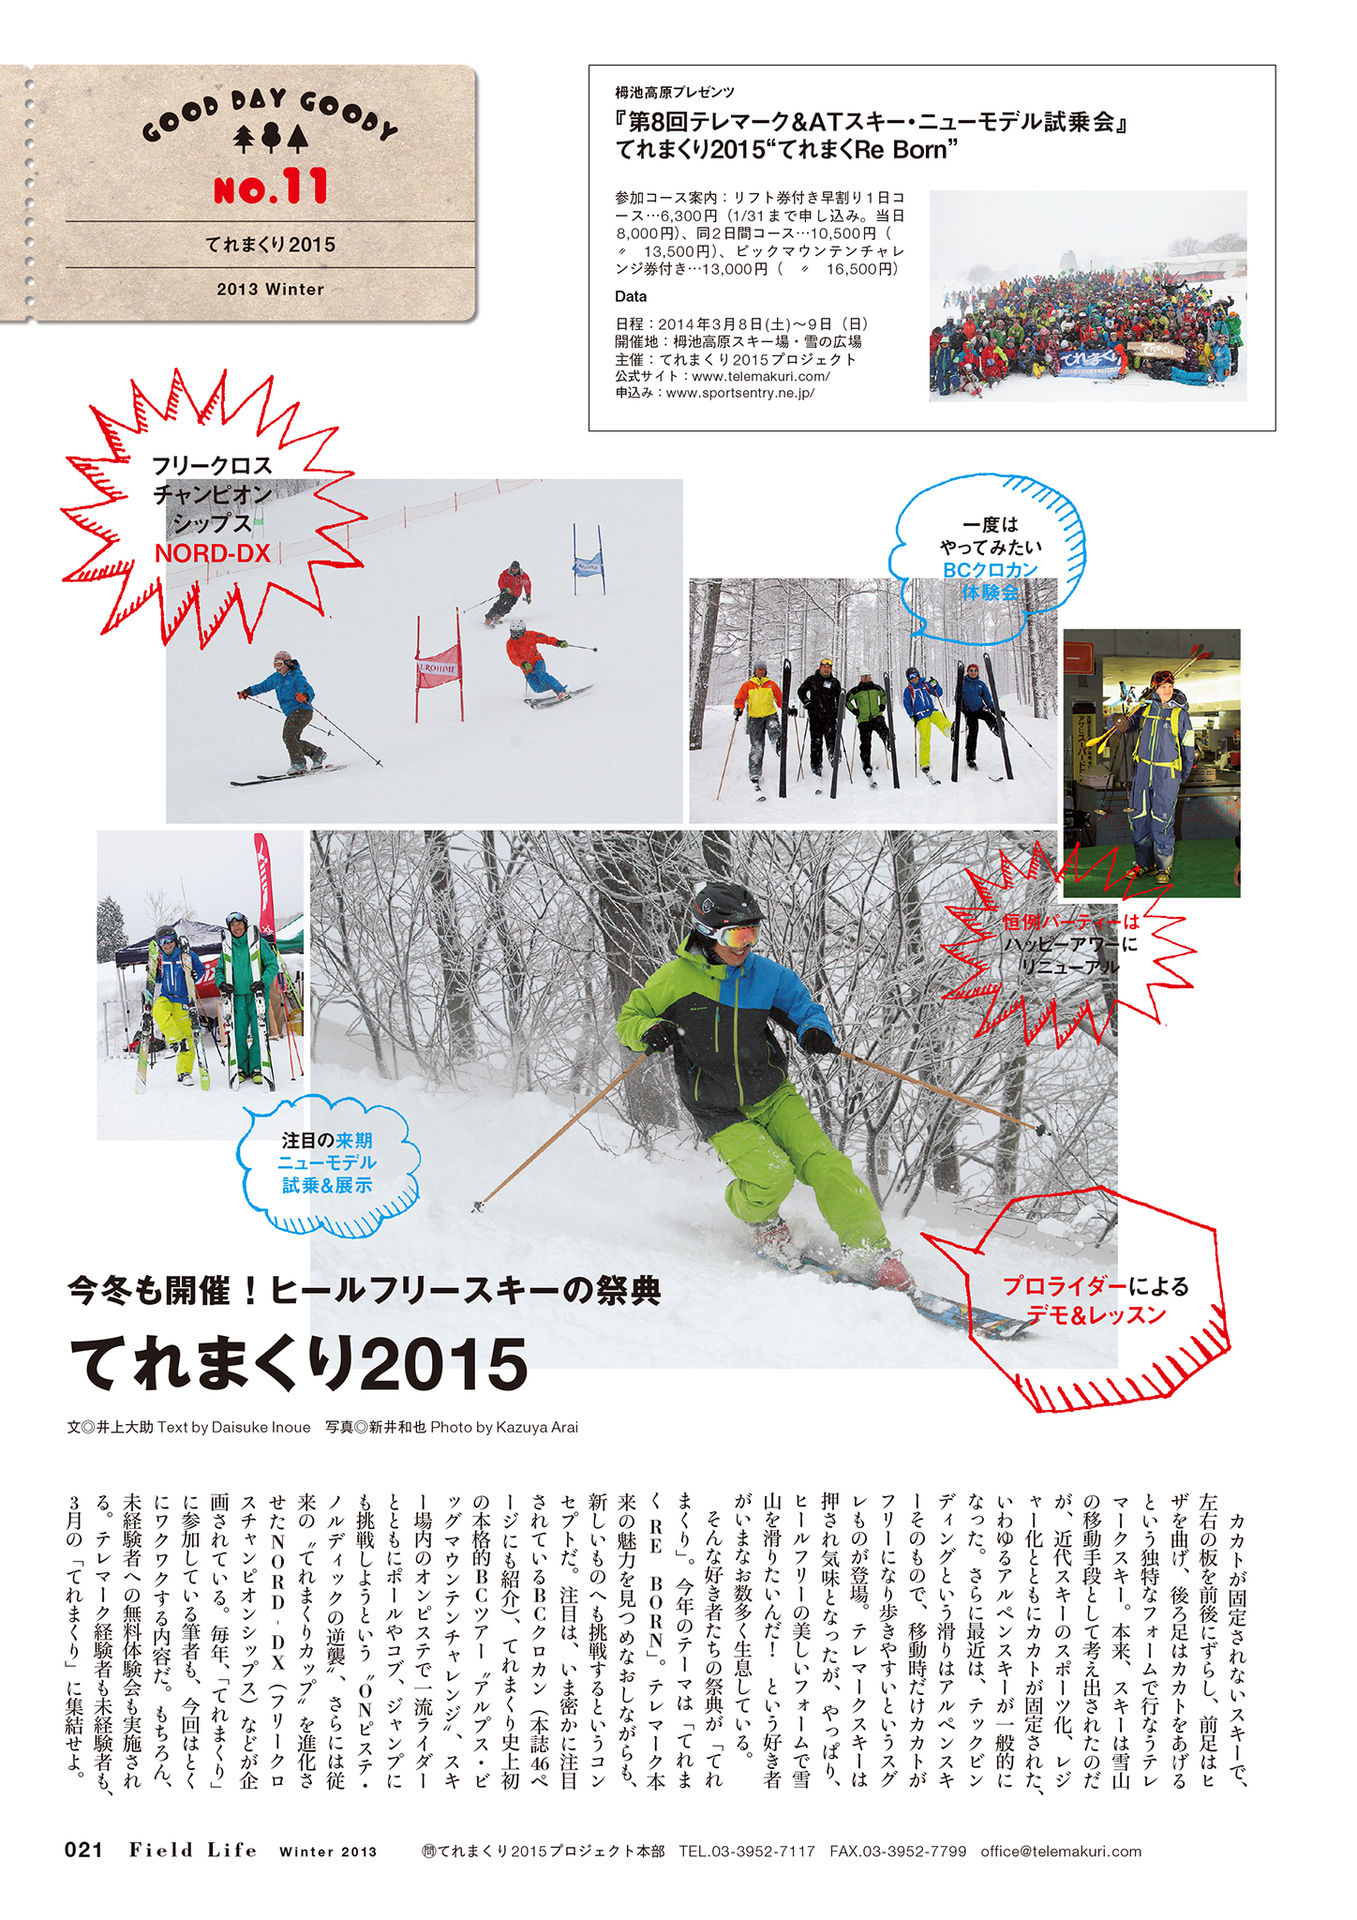 GOOD DAY GOODY
NO.11
てれまくり2015
2013 Winter
栂池高原プレゼンツ
『第8回テレマーク&ATスキー・ニューモデル試乗会』
てれまくり2015“てれまくRe Born”
参加コース案内：リフト券付き早割り1日コ
ース…6,300円（1/31まで申し込み。当日
8,000円）、同2日間コース…10,500円（
〃　13,500円）、ビックマウンテンチャレ
ンジ券付き…13,000円（　〃　16,500円）
Data
日程：2014年3月8日(土)～9日（日）
開催地：栂池高原スキー場・雪の広場
主催：てれまくり2015プロジェクト
公式サイト：www.telemakuri.com/
申込み：www.sportsentry.ne.jp/
てれまくり
フリークロス
チャンピオン
シップス
NORD-DX
一度は
やってみたい
BCクロカン
体験会
恒例パーティーは
ハッピーアワーに
リニューアル
注目の来期
ニューモデル
試乗&展示
プロライダーによる
デモ&レッスン
今冬も開催！ヒールフリースキーの祭典
てれまくり2015
文◎井上大助 Text by Daisuke Inoue　写真◎新井和也 Photo by Kazuya Arai
カカトが固定されないスキーで、
左右の板を前後にずらし、前足はヒ
ザを曲げ、後ろ足はカカトをあげる
という独特なフォームで行なうテレ
マークスキー。本来、スキーは雪山
の移動手段として考え出されたのだ
が、近代スキーのスポーツ化、レジ
ャー化とともにカカトが固定された、
いわゆるアルペンスキーが一般的に
なった。さらに最近は、テックビン
ディングという滑りはアルペンスキ
ーそのもので、移動時だけカカトが
フリーになり歩きやすいというスグ
レものが登場。テレマークスキーは
押され気味となったが、やっぱり、
ヒールフリーの美しいフォームで雪
山を滑りたいんだ！　という好き者
がいまなお数多く生息している。
そんな好き者たちの祭典が「てれ
まくり」。今年のテーマは「てれま
く RE BORN」。テレマーク本
来の魅力を見つめなおしながらも、
新しいものへも挑戦するというコン
セプトだ。注目は、いま密かに注目
されているBCクロカン（本誌46ペ
ージにも紹介）、てれまくり史上初
の本格的BCツアー〝アルプス・ビ
ッグマウンテンチャレンジ〟、スキ
ー場内のオンピステで一流ライダー
とともにポールやコブ、ジャンプに
も挑戦しようという〝ONピステ・
ノルディックの逆襲〟、さらには従
来の〝てれまくりカップ〟を進化さ
せたNORD-DX（フリークロ
スチャンピオンシップス）などが企
画されている。毎年、「てれまくり」
に参加している筆者も、今回はとく
にワクワクする内容だ。もちろん、
未経験者への無料体験会も実施され
る。テレマーク経験者も未経験者も、
3月の「てれまくり」に集結せよ。
021 Field Life Winter 2013 ㉄てれまくり2015プロジェクト本部　TEL.03-3952-7117　FAX.03-3952-7799　office@telemakuri.com